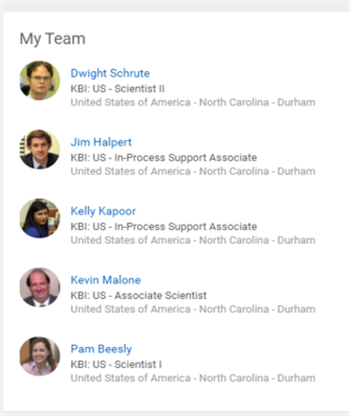 My Team
Dwight Schrute
KBI: US - Scientist II
United States of America - North Carolina - Durham
Jim Halpert
KBI: US - In-Process Support Associate
United States of America - North Carolina - Durham
Kelly Kapoor
KBI: US - In-Process Support Associate
United States of America - North Carolina - Durham
Kevin Malone
KBI: US - Associate Scientist
United States of America - North Carolina - Durham
Pam Beesly
KBI: US - Scientist I
United States of America - North Carolina - Durham